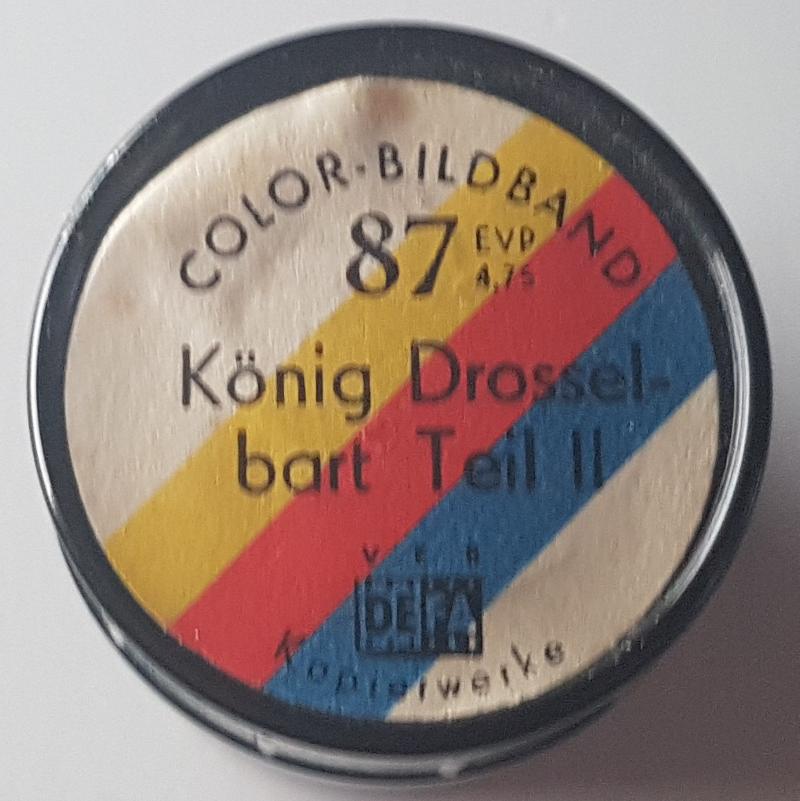 COLOR-BILDBAND
87 EVP
4,75
König Drossel-
bart Teil II
VEB
DEFA
Kopierwerke